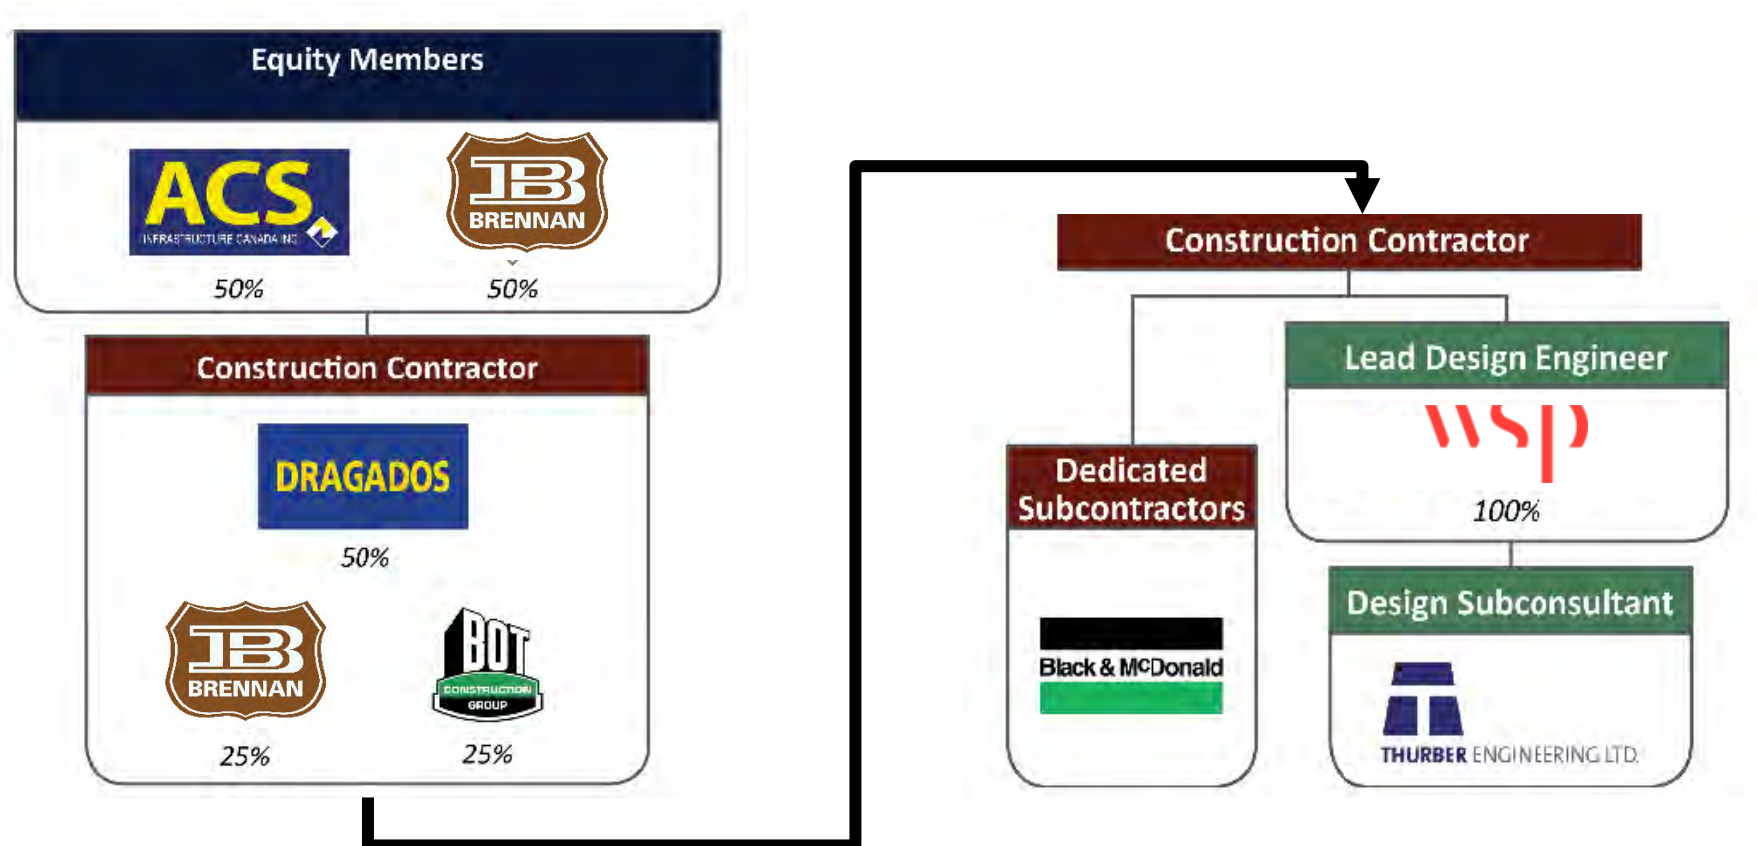 Equity Members
ACS
INFRASTRUCTURE CANADA INC
B
BRENNAN
50%
50%
Construction Contractor
DRAGADOS
50%
B
BRENNAN
BOT
CONSTRUCTION
GROUP
25%
25%
Construction Contractor
Lead Design Engineer
wsp
100%
Dedicated
Subcontractors
Black & McDonald
Design Subconsultant
THURBER ENGINEERING LTD.